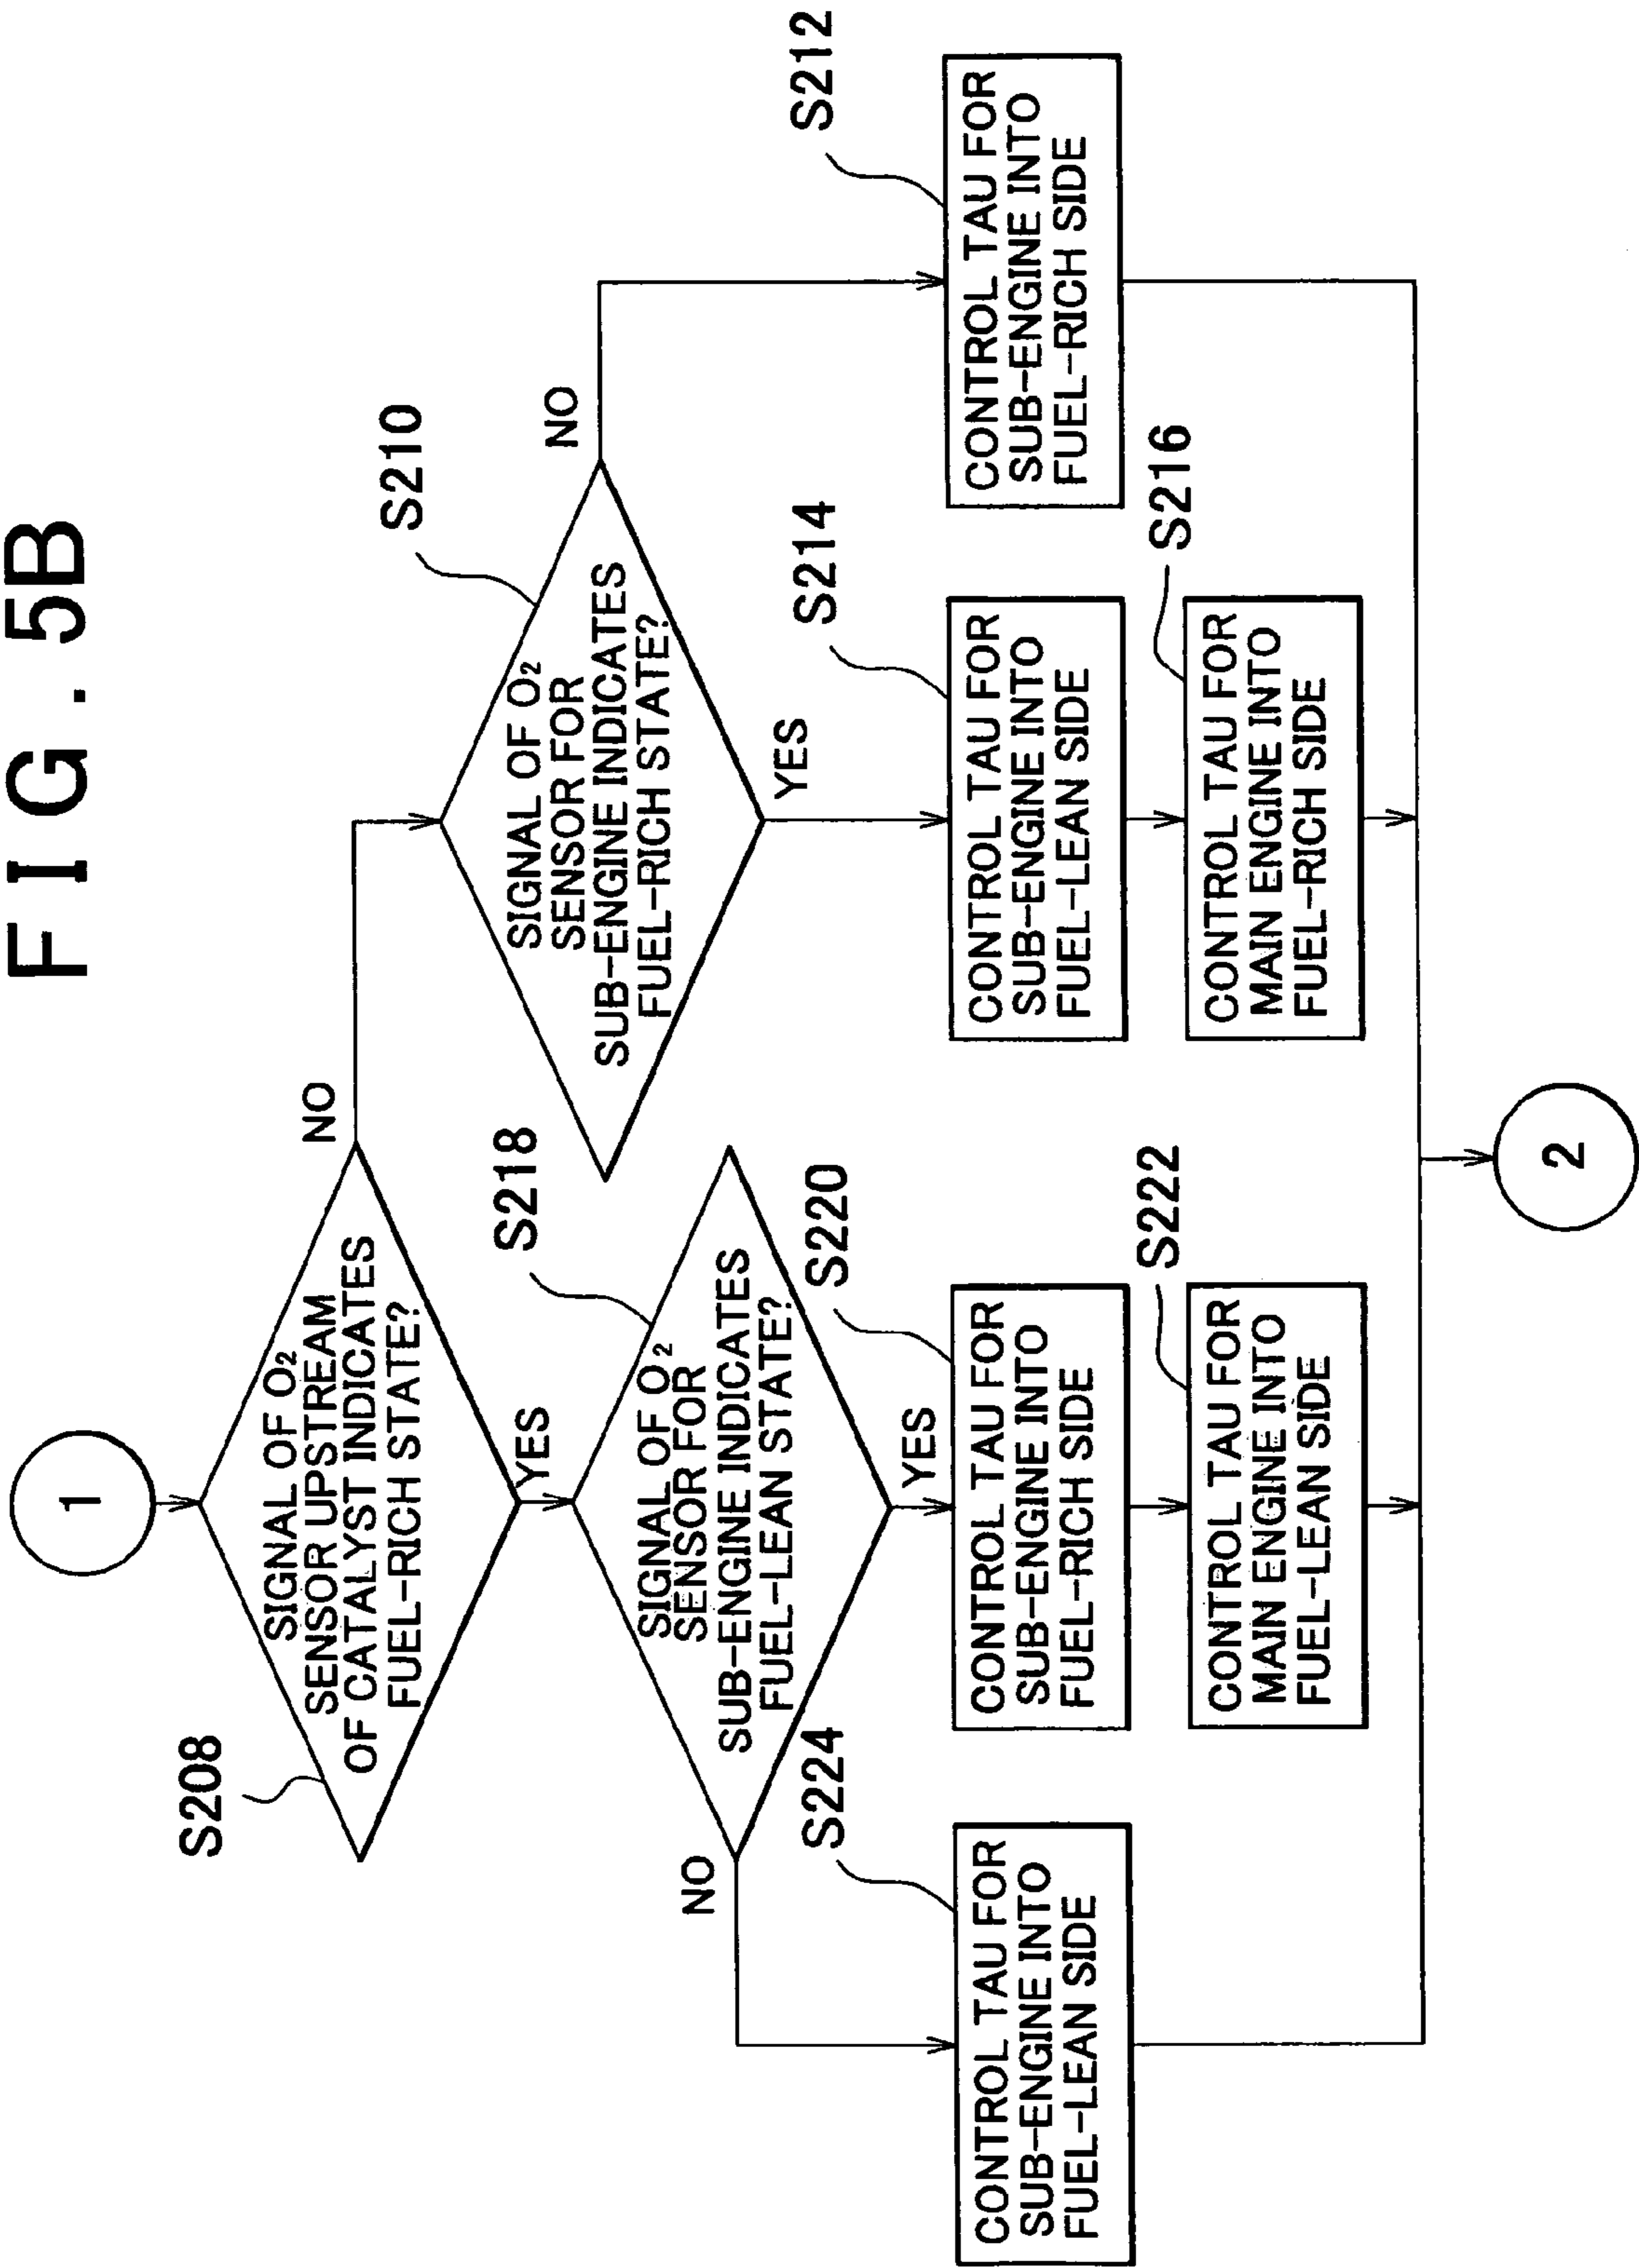 FIG. 5B
1
S208
SIGNAL OF O₂
SENSOR UPSTREAM
OF CATALYST INDICATES
FUEL-RICH STATE?
NO
YES
S210
SIGNAL OF O₂
SENSOR FOR
SUB-ENGINE INDICATES
FUEL-RICH STATE?
NO
YES
S218
SIGNAL OF O₂
SENSOR FOR
SUB-ENGINE INDICATES
FUEL-LEAN STATE?
NO
YES
S224
CONTROL TAU FOR
SUB-ENGINE INTO
FUEL-LEAN SIDE
S220
CONTROL TAU FOR
SUB-ENGINE INTO
FUEL-RICH SIDE
S222
CONTROL TAU FOR
MAIN ENGINE INTO
FUEL-LEAN SIDE
S214
CONTROL TAU FOR
SUB-ENGINE INTO
FUEL-LEAN SIDE
S216
CONTROL TAU FOR
MAIN ENGINE INTO
FUEL-RICH SIDE
S212
CONTROL TAU FOR
SUB-ENGINE INTO
FUEL-RICH SIDE
2